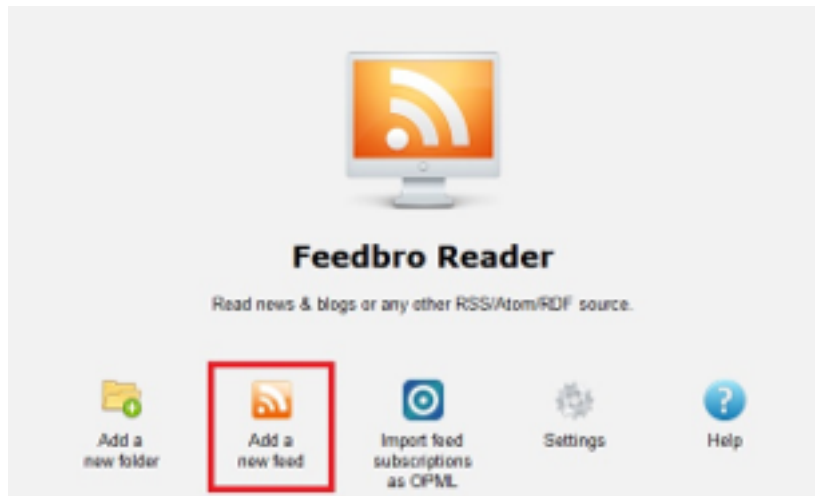 Feedbro Reader
Read news & blogs or any other RSS/Atom/RDF source.
Add a
new folder
Add a
new feed
Import feed
subscriptions
as OPML
Settings
Help